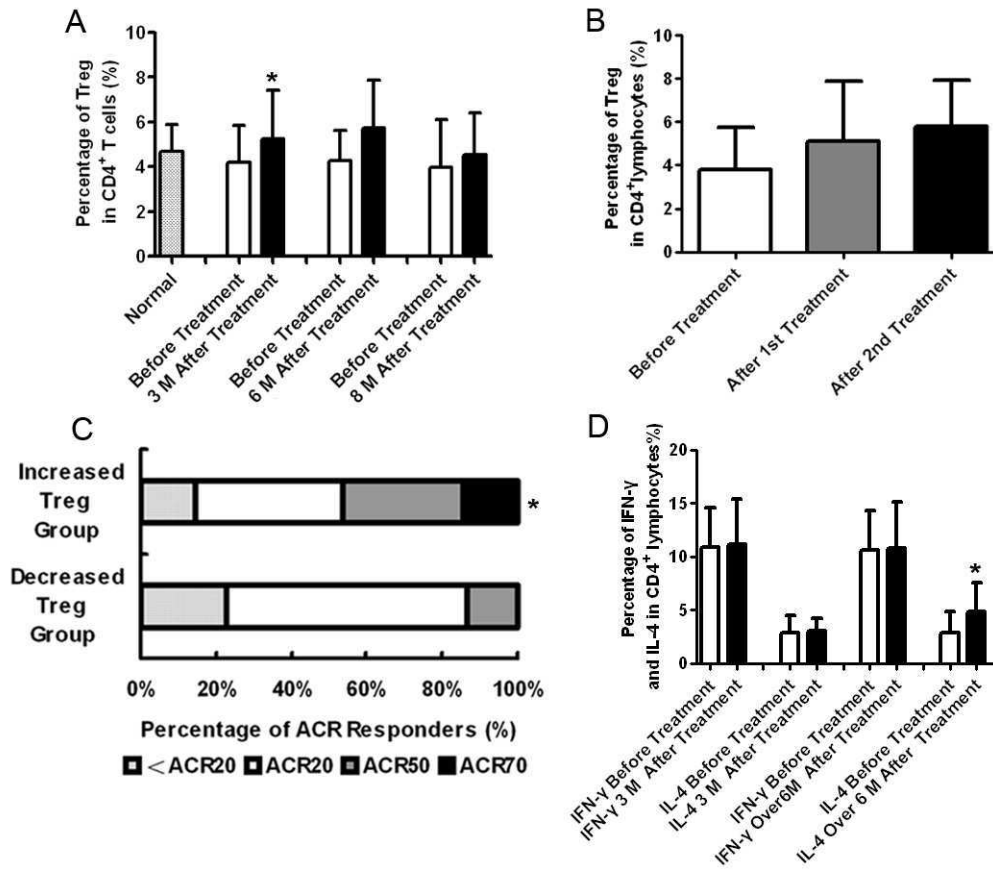 A
Percentage of Treg
in CD4+ T cells (%)
10
8
6
4
2
0
*
Normal
Before Treatment
3 M After Treatment
Before Treatment
6 M After Treatment
Before Treatment
8 M After Treatment
B
Percentage of Treg
in CD4+lymphocytes (%)
10
8
6
4
2
0
Before Treatment
After 1st Treatment
After 2nd Treatment
C
Increased
Treg
Group
*
Decreased
Treg
Group
0% 20% 40% 60% 80% 100%
Percentage of ACR Responders (%)
<ACR20 ACR20 ACR50 ACR70
D
Percentage of IFN-γ
and IL-4 in CD4+ lymphocytes%)
20
15
10
5
0
*
IFN-γ Before Treatment
IFN-γ 3 M After Treatment
IL-4 Before Treatment
IL-4 3 M After Treatment
IFN-γ Before Treatment
IFN-γ Over6M After Treatment
IL-4 Before Treatment
IL-4 Over 6 M After Treatment